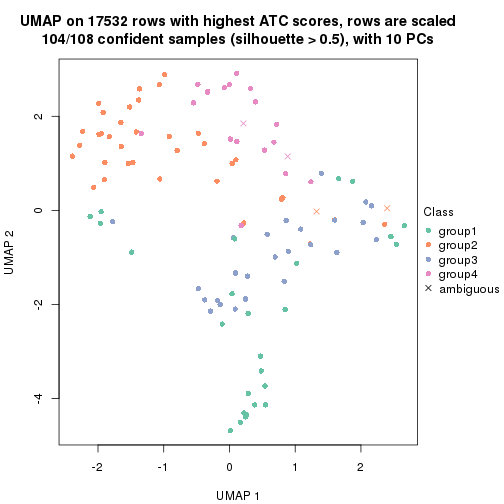 UMAP on 17532 rows with highest ATC scores, rows are scaled
104/108 confident samples (silhouette > 0.5), with 10 PCs
2
0
-2
-4
UMAP 2
-2
-1
0
1
2
UMAP 1
Class
group1
group2
group3
group4
ambiguous